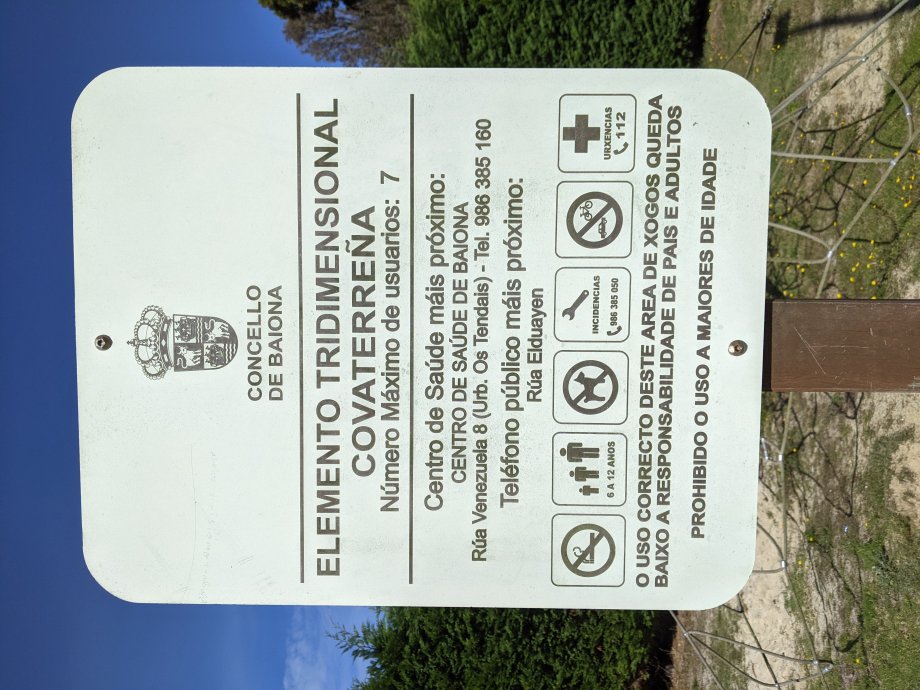 CONCELLO
DE BAIONA
ELEMENTO TRIDIMENSIONAL
COVATERREÑA
Número Máximo de usuarios: 7
Centro de Saúde máis próximo:
CENTRO DE SAÚDE DE BAIONA
Rúa Venezuela 8 (Urb. Os Tendais) - Tel. 986 385 160
Teléfono público máis próximo:
Rúa Elduayen
6 A 12 ANOS
INCIDENCIAS
986 385 050
URXENCIAS
112
O USO CORRECTO DESTE AREA DE XOGOS QUEDA
BAIXO A RESPONSABILIDADE DE PAIS E ADULTOS
PROHIBIDO O USO A MAIORES DE IDADE